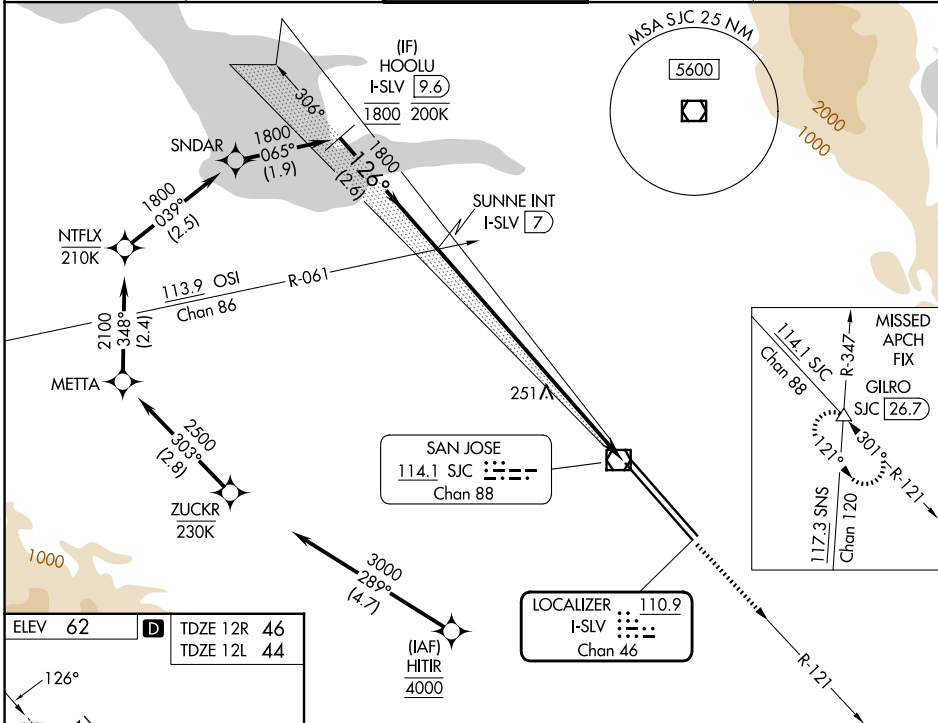 MSA SJC 25 NM
5600
2000
1000
(IF)
HOOLU
I-SLV 9.6
1800 200K
306°
SNDAR
1800
065°
(1.9)
1800
126°
(2.6)
1800
039°
(2.5)
SUNNE INT
I-SLV 7
NTFLX
210K
113.9 OSI
Chan 86
R-061
2100
348°
(2.4)
METTA
251
MISSED
APCH
FIX
114.1 SJC
Chan 88
R-347
GILRO
SJC 26.7
121°
301°
R-121
117.3 SNS
Chan 120
2500
303°
(2.8)
SAN JOSE
114.1 SJC
Chan 88
ZUCKR
230K
1000
3000
289°
(4.7)
LOCALIZER 110.9
I-SLV
Chan 46
(IAF)
HITIR
4000
R-121
ELEV 62
D
TDZE 12R 46
TDZE 12L 44
126°